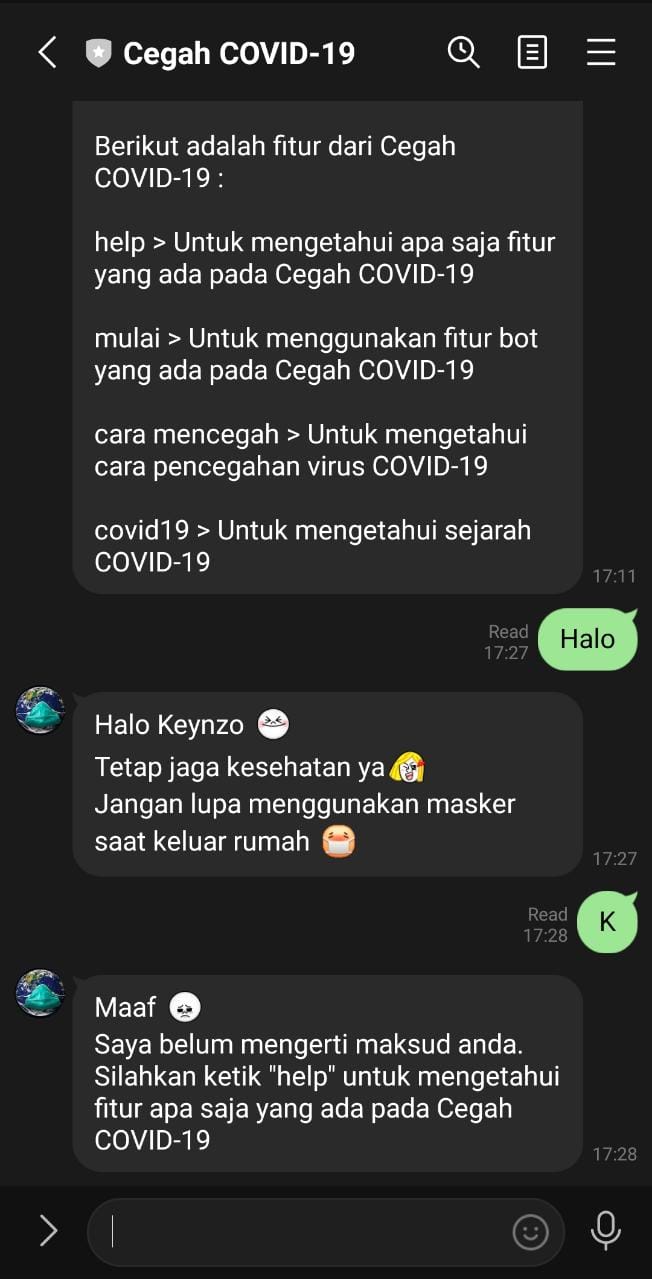 Cegah COVID-19
Berikut adalah fitur dari Cegah
COVID-19 :
help > Untuk mengetahui apa saja fitur
yang ada pada Cegah COVID-19
mulai > Untuk menggunakan fitur bot
yang ada pada Cegah COVID-19
cara mencegah > Untuk mengetahui
cara pencegahan virus COVID-19
covid19 > Untuk mengetahui sejarah
COVID-19
17:11
Read
17:27
Halo
Halo Keynzo
Tetap jaga kesehatan ya
Jangan lupa menggunakan masker
saat keluar rumah
17:27
Read
17:28
K
Maaf
Saya belum mengerti maksud anda.
Silahkan ketik "help" untuk mengetahui
fitur apa saja yang ada pada Cegah
COVID-19
17:28